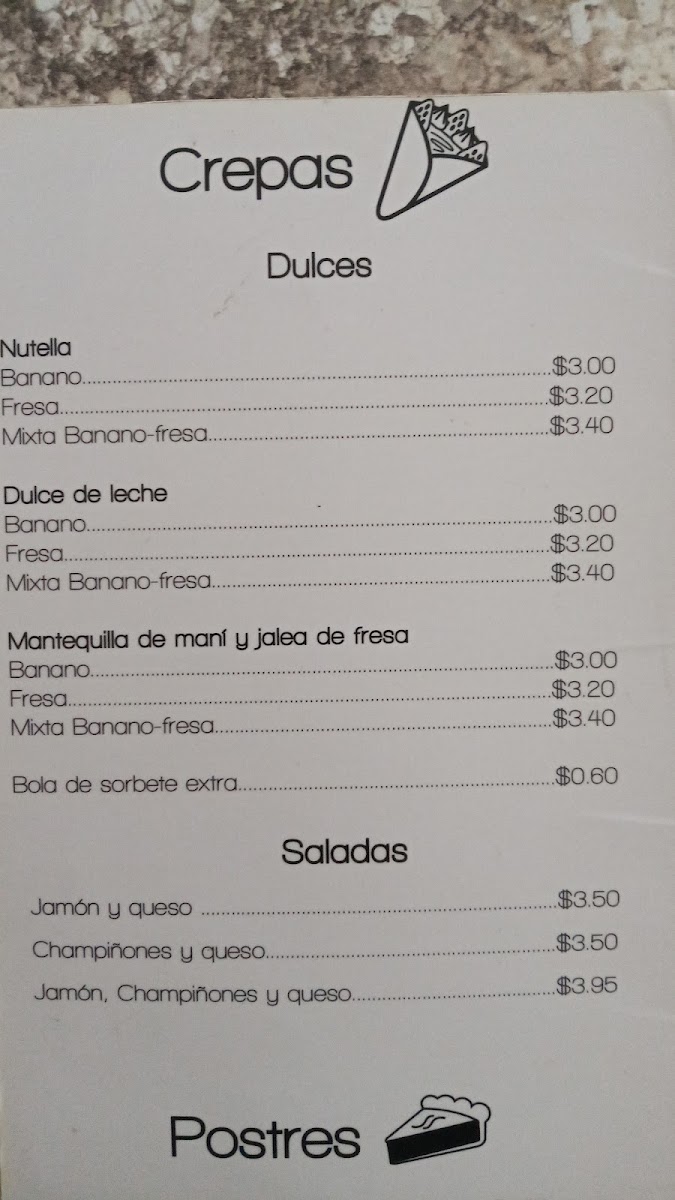 Crepas
Dulces
Nutella
Banano..........$3.00
Fresa..........$3.20
Mixta Banano-fresa..........$3.40
Dulce de leche
Banano..........$3.00
Fresa..........$3.20
Mixta Banano-fresa..........$3.40
Mantequilla de maní y jalea de fresa
Banano..........$3.00
Fresa..........$3.20
Mixta Banano-fresa..........$3.40
Bola de sorbete extra..........$0.60
Saladas
Jamón y queso ..........$3.50
Champiñones y queso..........$3.50
Jamón, Champiñones y queso..........$3.95
Postres